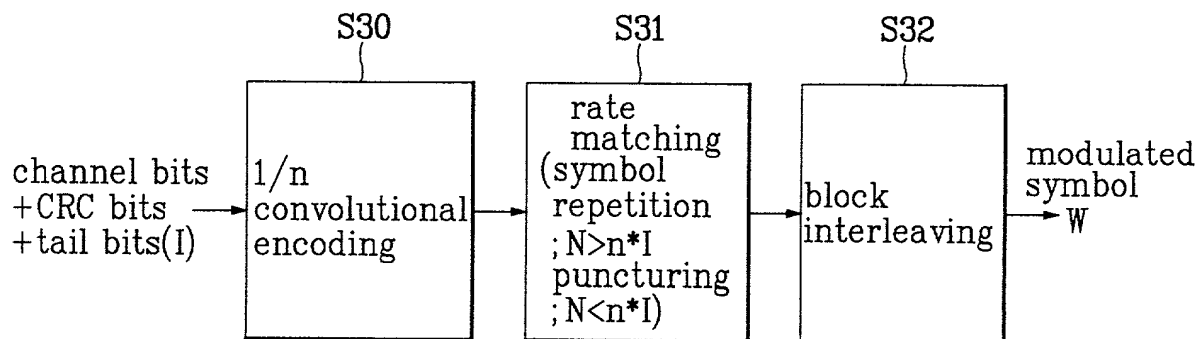 S30
S31
S32
channel bits
+CRC bits
+tail bits(I)
1/n
convolutional
encoding
rate
matching
(symbol
repetition
;N>n*I
puncturing
;N<n*I)
block
interleaving
modulated
symbol
W